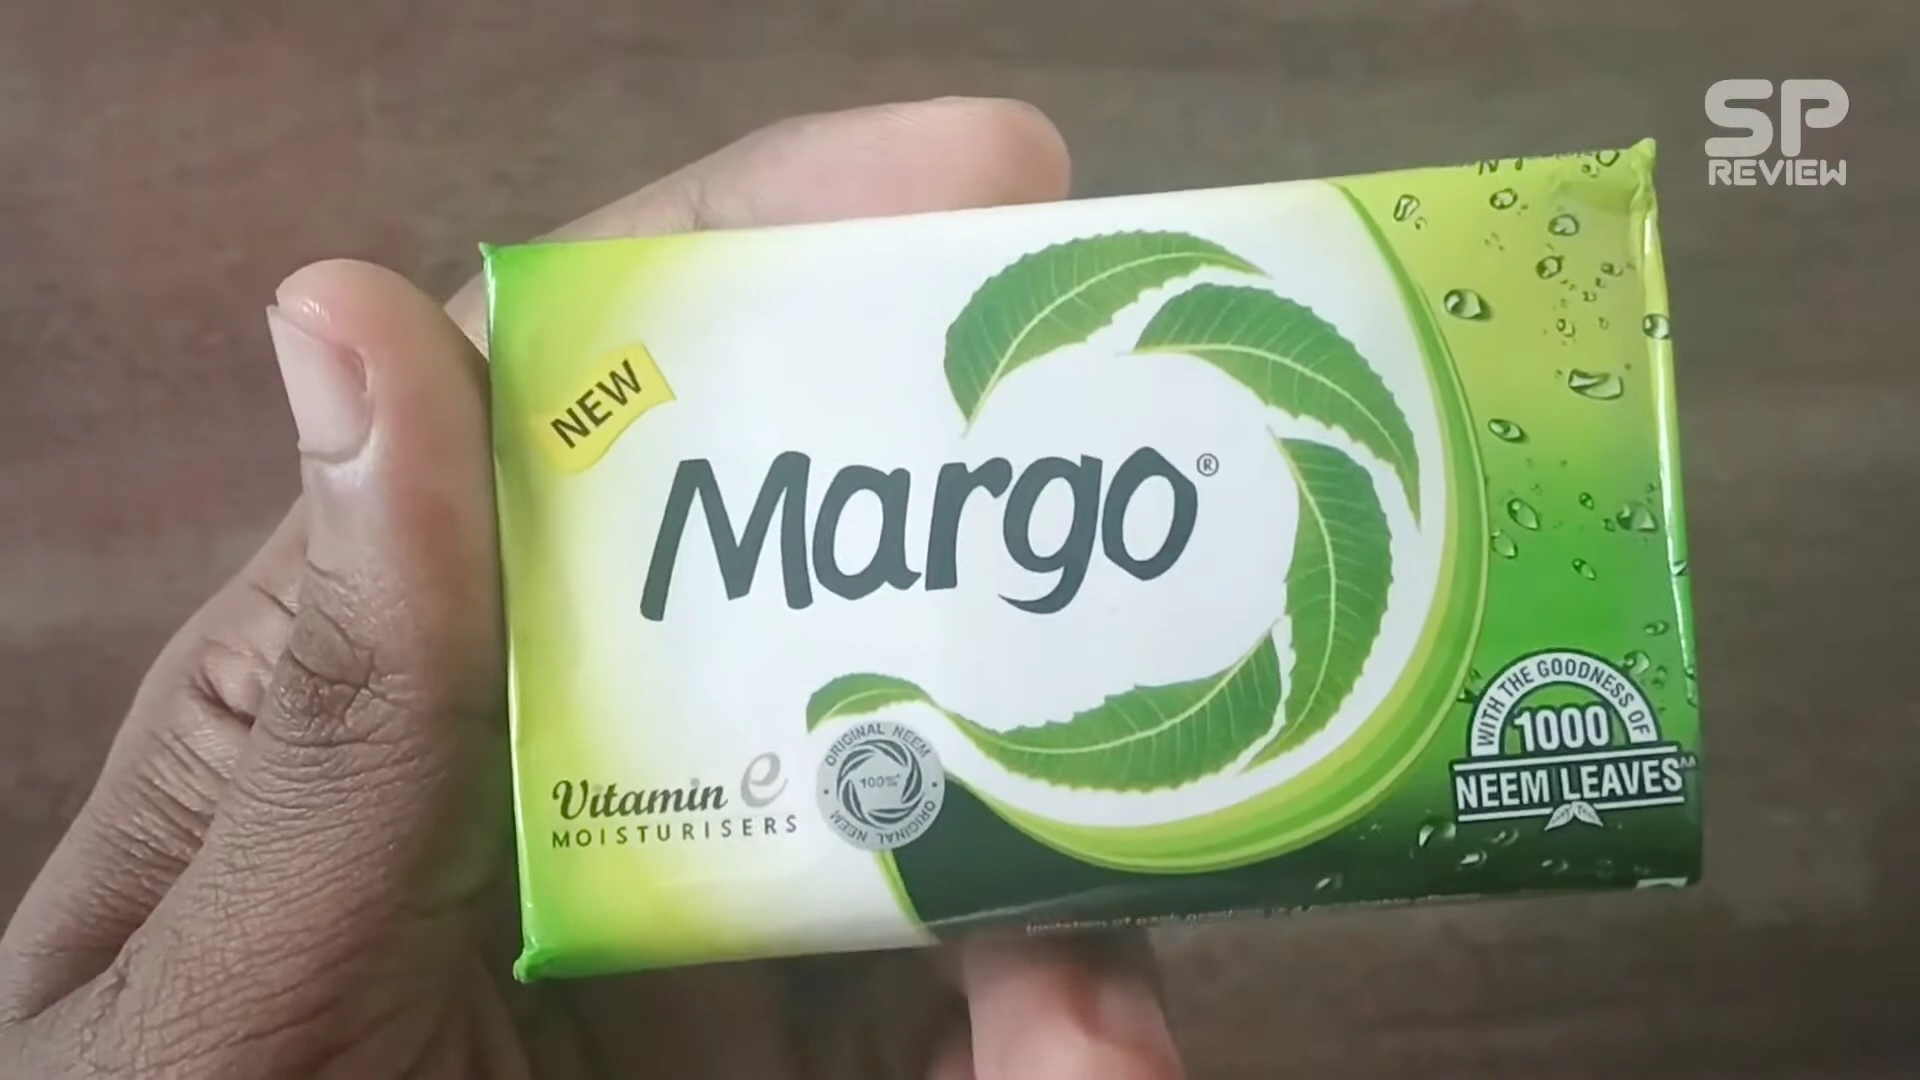 SP
REVIEW
NEW
Margo®
Vitamin e
MOISTURISERS
ORIGINAL NEEM
100%
ORIGINAL NEEM
WITH THE GOODNESS OF
1000
NEEM LEAVES^^